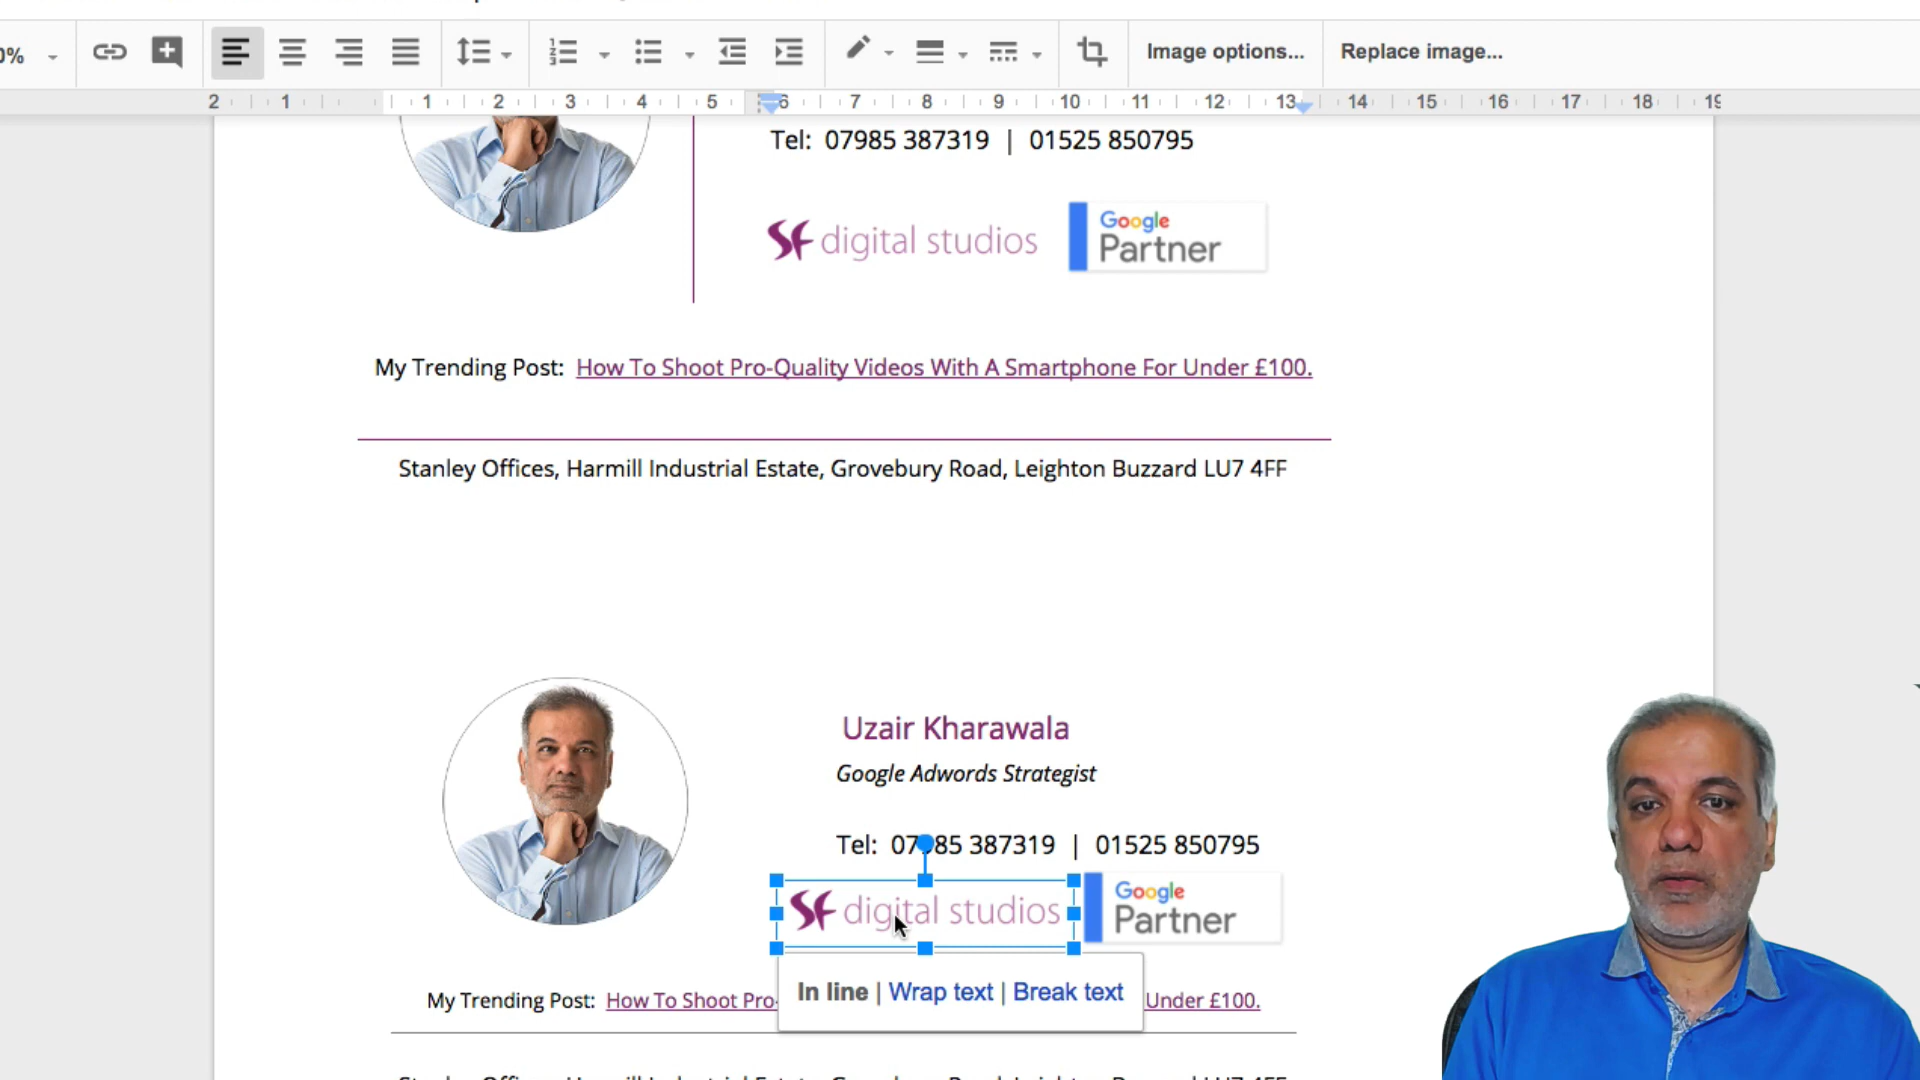 0%
Image options...
Replace image...
2 1 1 2 3 4 5 6 7 8 9 10 11 12 13 14 15 16 17 18 19
Tel: 07985 387319 | 01525 850795
SF digital studios
Google
Partner
My Trending Post: How To Shoot Pro-Quality Videos With A Smartphone For Under £100.
Stanley Offices, Harmill Industrial Estate, Grovebury Road, Leighton Buzzard LU7 4FF
Uzair Kharawala
Google Adwords Strategist
Tel: 07985 387319 | 01525 850795
SF digital studios
Google
Partner
In line | Wrap text | Break text
My Trending Post: How To Shoot Pro- Under £100.